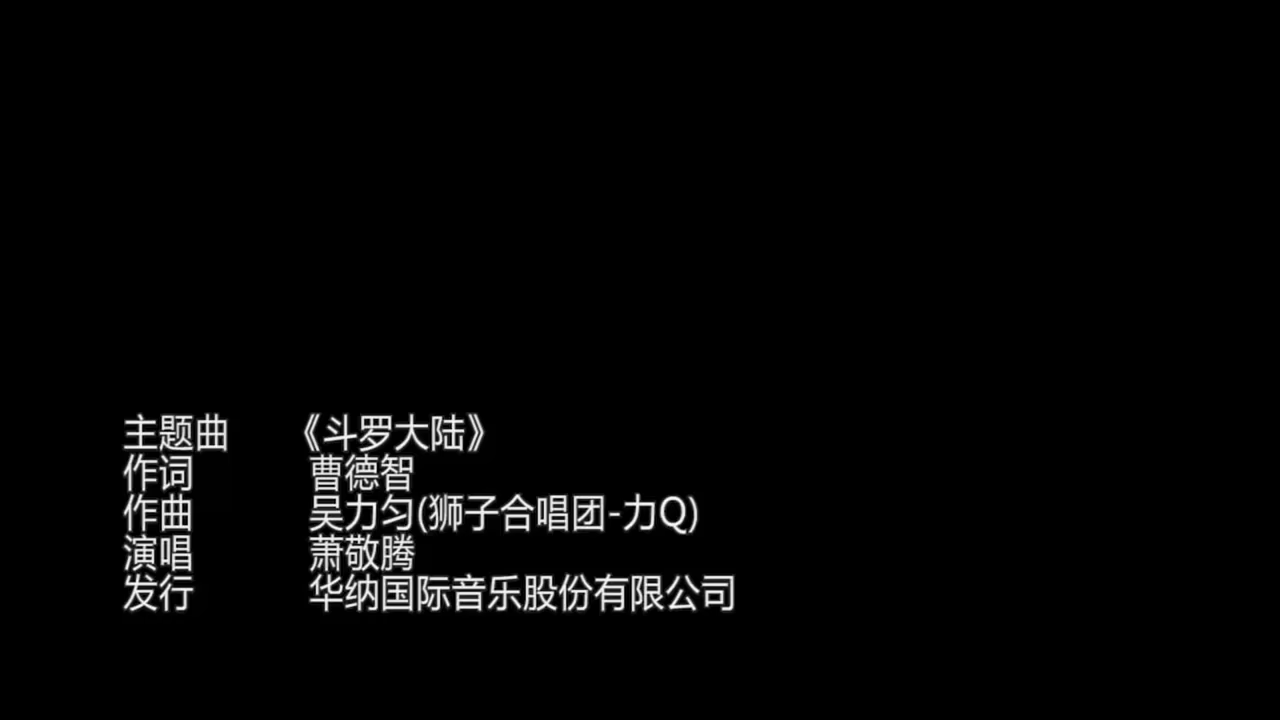 主题曲 《斗罗大陆》
作词 曹德智
作曲 吴力匀(狮子合唱团-力Q)
演唱 萧敬腾
发行 华纳国际音乐股份有限公司